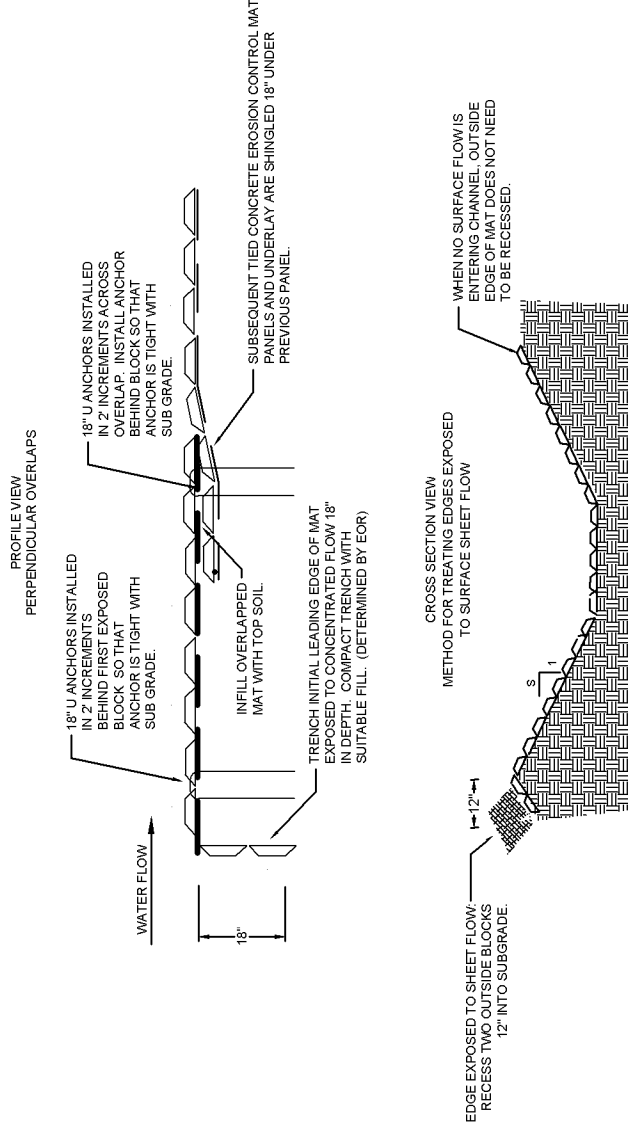 PROFILE VIEW
PERPENDICULAR OVERLAPS
18" U ANCHORS INSTALLED
IN 2' INCREMENTS
BEHIND FIRST EXPOSED
BLOCK SO THAT
ANCHOR IS TIGHT WITH
SUB GRADE.
18" U ANCHORS INSTALLED
IN 2' INCREMENTS ACROSS
OVERLAP. INSTALL ANCHOR
BEHIND BLOCK SO THAT
ANCHOR IS TIGHT WITH
SUB GRADE.
WATER FLOW
18"
INFILL OVERLAPPED
MAT WITH TOP SOIL.
SUBSEQUENT TIED CONCRETE EROSION CONTROL MAT
PANELS AND UNDERLAY ARE SHINGLED 18" UNDER
PREVIOUS PANEL.
TRENCH INITIAL LEADING EDGE OF MAT
EXPOSED TO CONCENTRATED FLOW 18"
IN DEPTH. COMPACT TRENCH WITH
SUITABLE FILL. (DETERMINED BY EOR)
CROSS SECTION VIEW
METHOD FOR TREATING EDGES EXPOSED
TO SURFACE SHEET FLOW
EDGE EXPOSED TO SHEET FLOW:
RECESS TWO OUTSIDE BLOCKS
12" INTO SUBGRADE.
12"
S
1
WHEN NO SURFACE FLOW IS
ENTERING CHANNEL, OUTSIDE
EDGE OF MAT DOES NOT NEED
TO BE RECESSED.